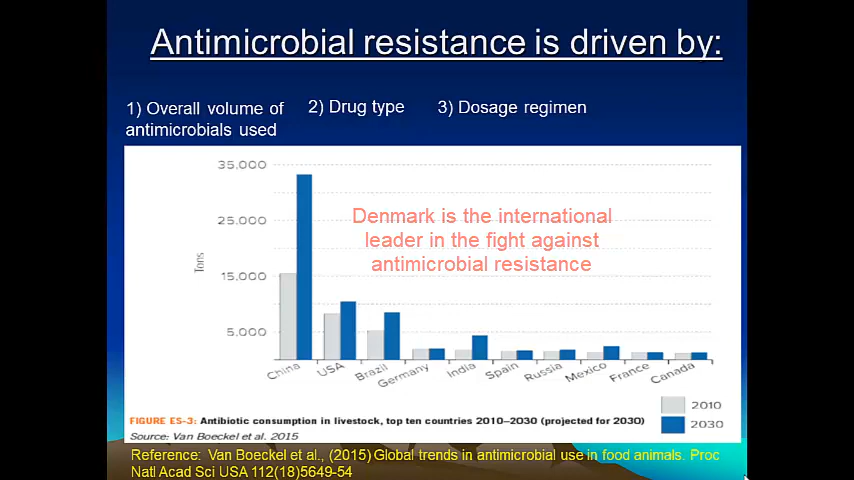 Antimicrobial resistance is driven by:
1) Overall volume of antimicrobials used
2) Drug type
3) Dosage regimen
35,000
25,000
15,000
5,000
Tons
Denmark is the international
leader in the fight against
antimicrobial resistance
China
USA
Brazil
Germany
India
Spain
Russia
Mexico
France
Canada
2010
2030
FIGURE ES-3: Antibiotic consumption in livestock, top ten countries 2010–2030 (projected for 2030)
Source: Van Boeckel et al. 2015
Reference: Van Boeckel et al., (2015) Global trends in antimicrobial use in food animals. Proc
Natl Acad Sci USA 112(18)5649-54